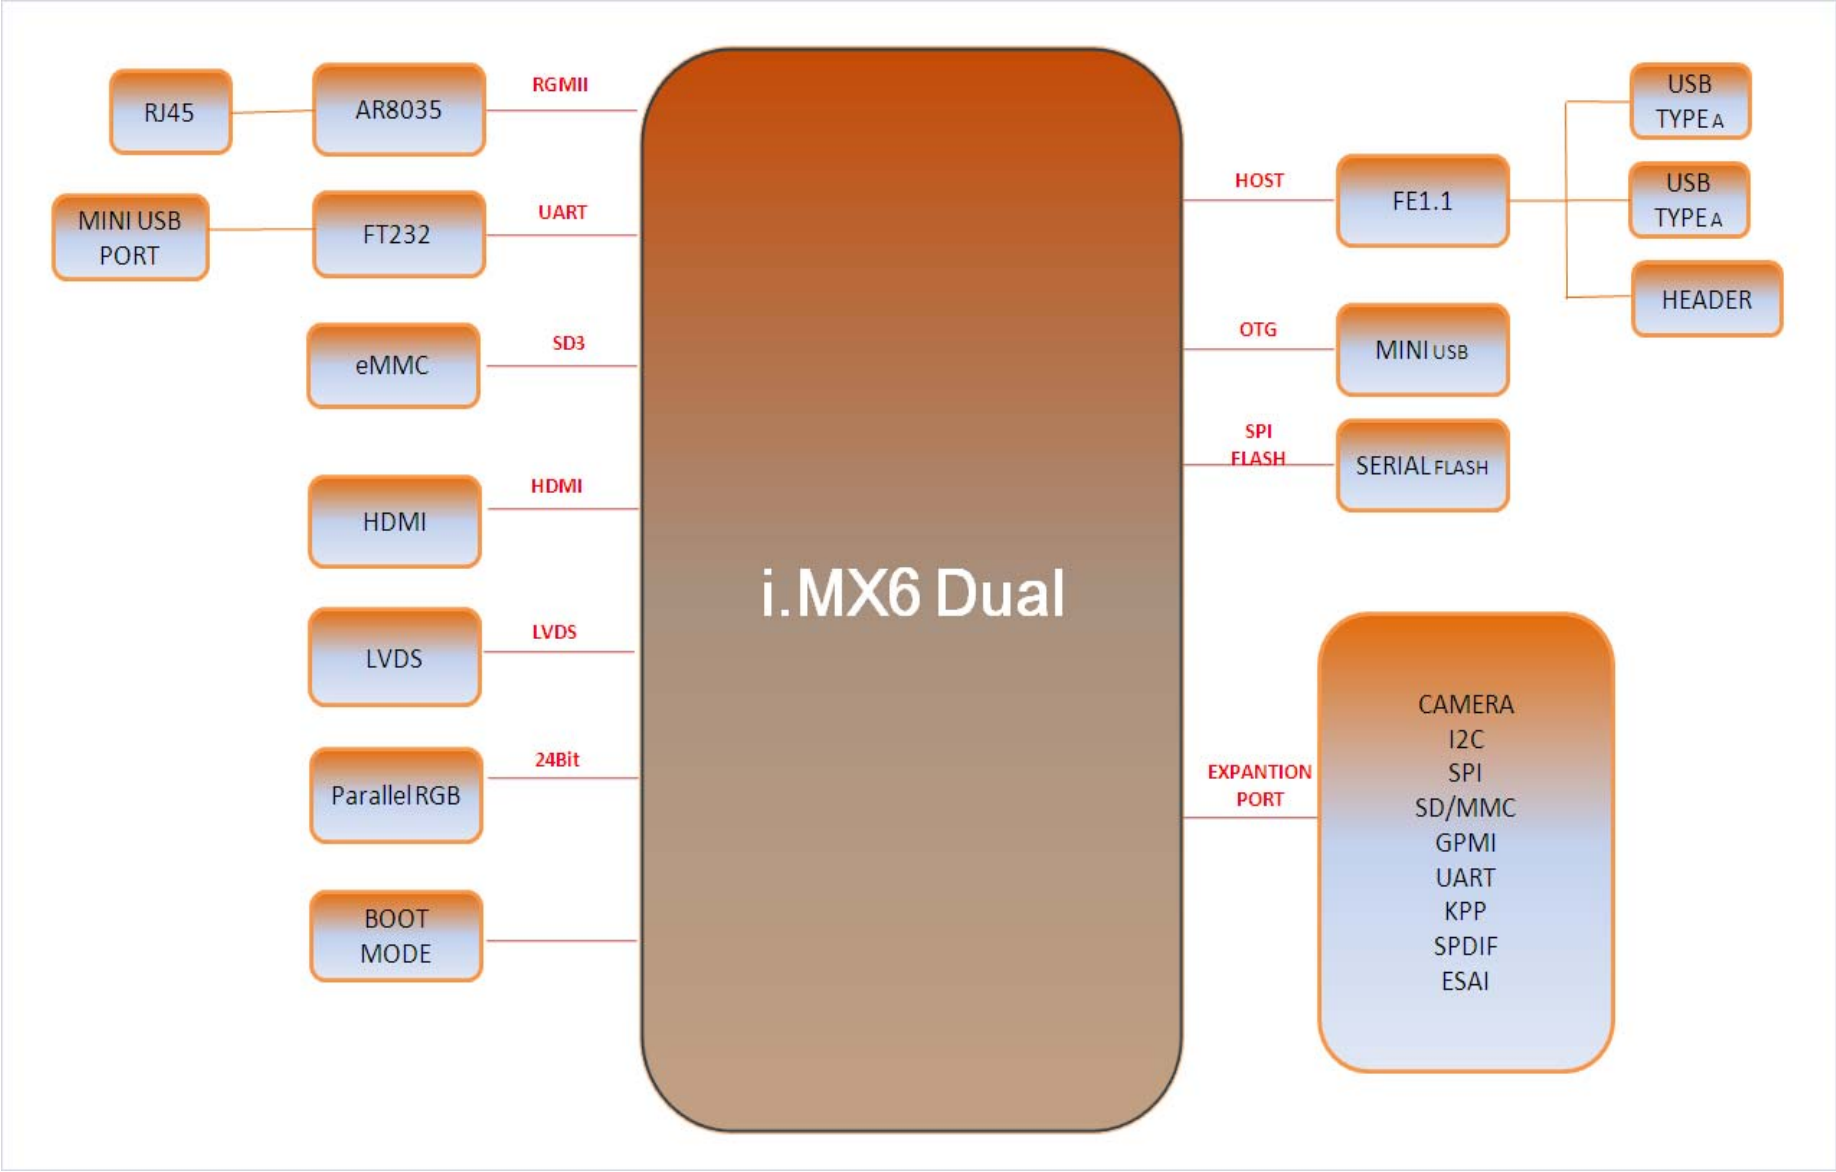 RJ45
AR8035
RGMII
MINI USB
PORT
FT232
UART
eMMC
SD3
HDMI
HDMI
LVDS
LVDS
Parallel RGB
24Bit
BOOT
MODE
i.MX6 Dual
HOST
FE1.1
USB
TYPE A
USB
TYPE A
HEADER
OTG
MINI USB
SPI
FLASH
SERIAL FLASH
EXPANTION
PORT
CAMERA
I2C
SPI
SD/MMC
GPMI
UART
KPP
SPDIF
ESAI